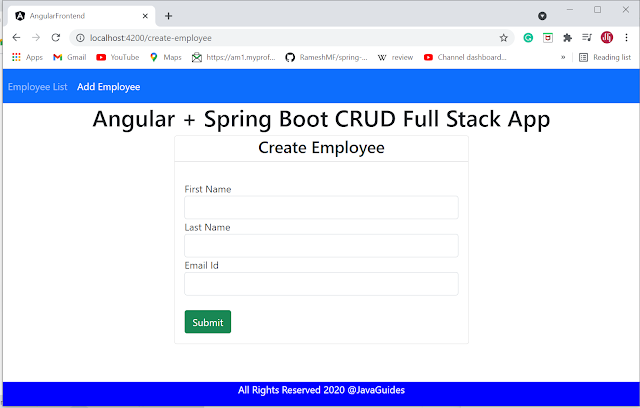 AngularFrontend
localhost:4200/create-employee
Apps Gmail YouTube Maps https://am1.myprof... RameshMF/spring-... W review Channel dashboard... » Reading list
Employee List Add Employee
Angular + Spring Boot CRUD Full Stack App
Create Employee
First Name
Last Name
Email Id
Submit
All Rights Reserved 2020 @JavaGuides